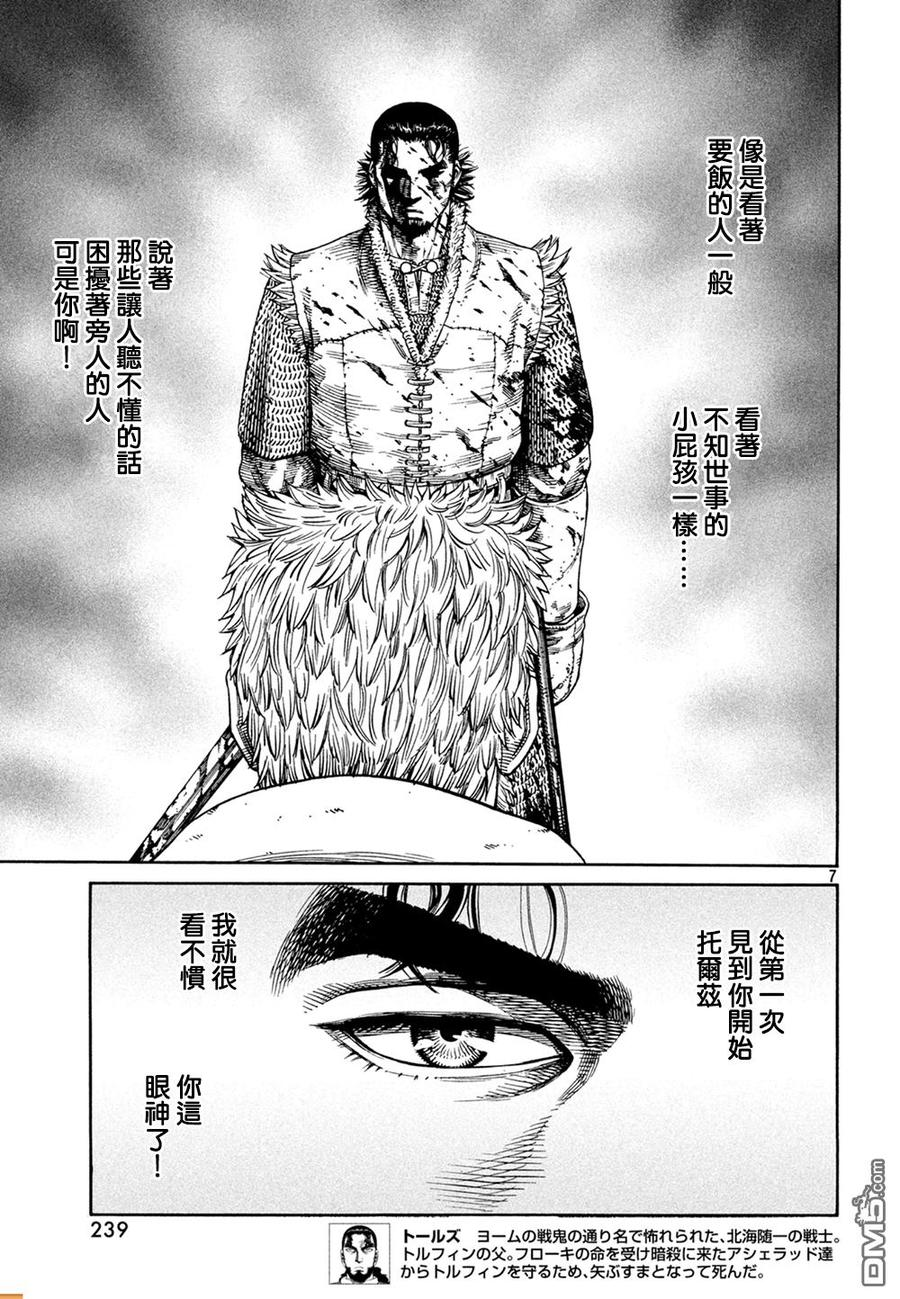 像是看著
要飯的人一般
看著
不知世事的
小屁孩一樣……
說著
那些讓人聽不懂的話
困擾著旁人的人
可是你啊！
7
從第一次
見到你開始
托爾茲
我就很
看不慣
你這
眼神了！
239
トールズ　ヨームの戦鬼の通り名で怖れられた、北海随一の戦士。
トルフィンの父。フローキの命を受け暗殺に来たアシェラッド達
からトルフィンを守るため、矢ぶすまとなって死んだ。
DM5.com